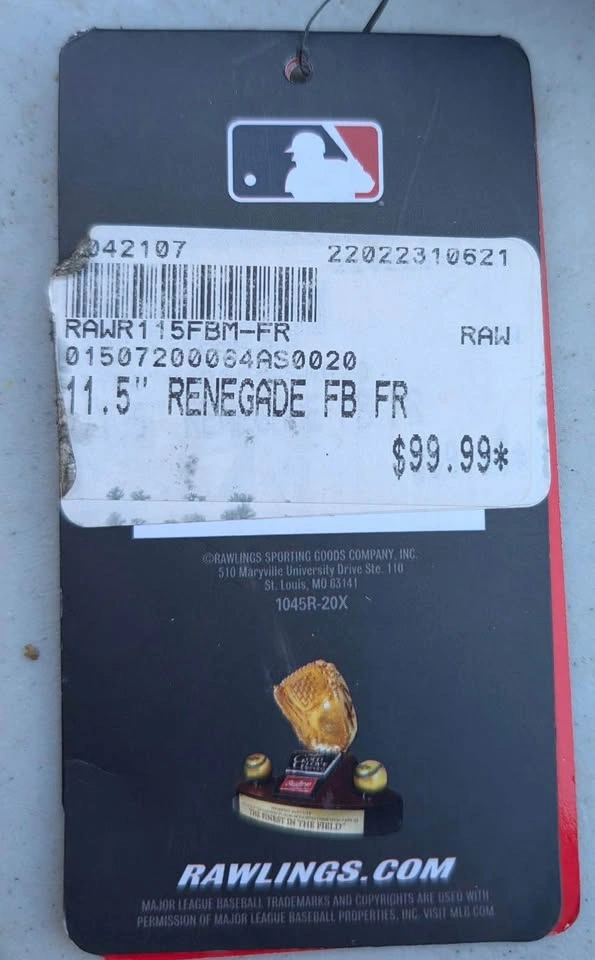 042107 22022310621
RAWR115FBM-FR RAW
01507200064AS0020
11.5" RENEGADE FB FR
$99.99*
©RAWLINGS SPORTING GOODS COMPANY, INC.
510 Maryville University Drive Ste. 110
St. Louis, MO 63141
1045R-20X
Rawlings
"THE FINEST IN THE FIELD"
RAWLINGS.COM
MAJOR LEAGUE BASEBALL TRADEMARKS AND COPYRIGHTS ARE USED WITH
PERMISSION OF MAJOR LEAGUE BASEBALL PROPERTIES, INC. VISIT MLB.COM